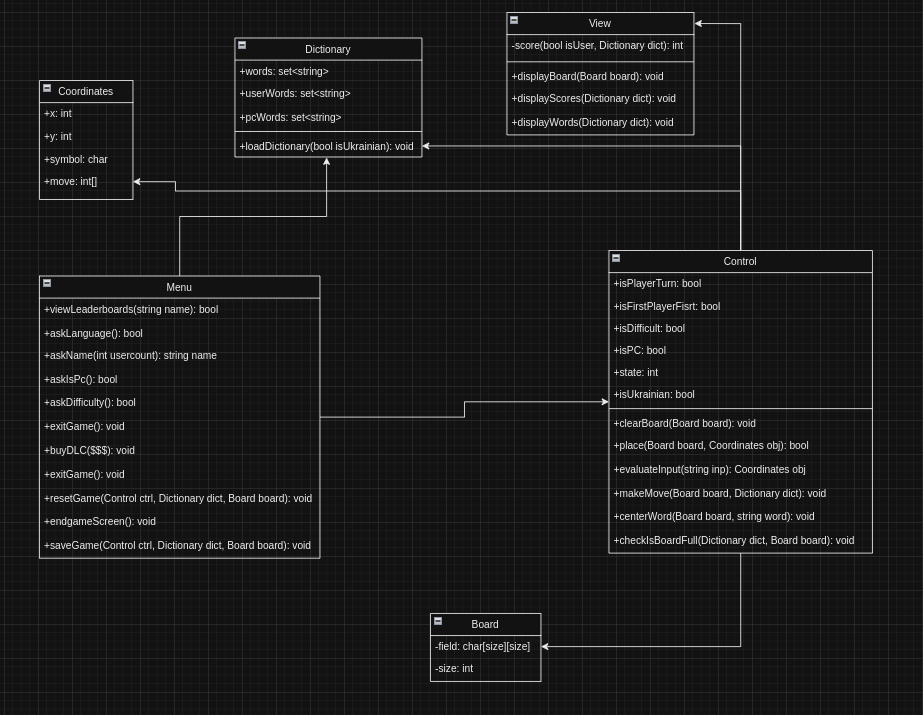 View
-score(bool isUser, Dictionary dict): int
+displayBoard(Board board): void
+displayScores(Dictionary dict): void
+displayWords(Dictionary dict): void
Dictionary
+words: set<string>
+userWords: set<string>
+pcWords: set<string>
+loadDictionary(bool isUkrainian): void
Coordinates
+x: int
+y: int
+symbol: char
+move: int[]
Menu
+viewLeaderboards(string name): bool
+askLanguage(): bool
+askName(int usercount): string name
+askIsPc(): bool
+askDifficulty(): bool
+exitGame(): void
+buyDLC($$$): void
+exitGame(): void
+resetGame(Control ctrl, Dictionary dict, Board board): void
+endgameScreen(): void
+saveGame(Control ctrl, Dictionary dict, Board board): void
Control
+isPlayerTurn: bool
+isFirstPlayerFisrt: bool
+isDifficult: bool
+isPC: bool
+state: int
+isUkrainian: bool
+clearBoard(Board board): void
+place(Board board, Coordinates obj): bool
+evaluateInput(string inp): Coordinates obj
+makeMove(Board board, Dictionary dict): void
+centerWord(Board board, string word): void
+checkIsBoardFull(Dictionary dict, Board board): void
Board
-field: char[size][size]
-size: int